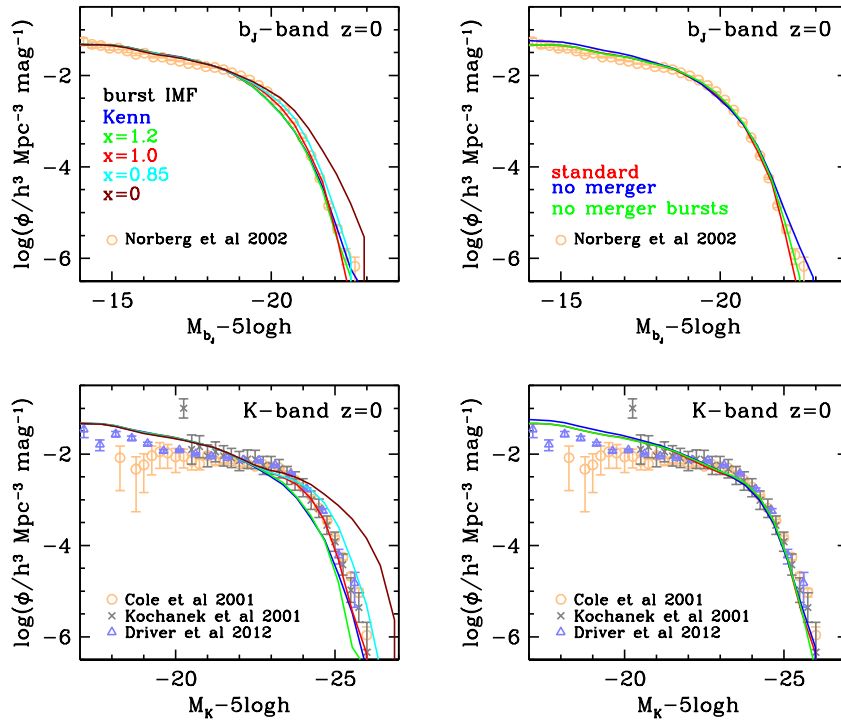 b_J-band z=0
log(ϕ/h³ Mpc⁻³ mag⁻¹)
−2
−4
−6
burst IMF
Kenn
x=1.2
x=1.0
x=0.85
x=0
Norberg et al 2002
−15
−20
M_{b_J}−5logh
b_J-band z=0
log(ϕ/h³ Mpc⁻³ mag⁻¹)
−2
−4
−6
standard
no merger
no merger bursts
Norberg et al 2002
−15
−20
M_{b_J}−5logh
K-band z=0
log(ϕ/h³ Mpc⁻³ mag⁻¹)
−2
−4
−6
Cole et al 2001
Kochanek et al 2001
Driver et al 2012
−20
−25
M_K−5logh
K-band z=0
log(ϕ/h³ Mpc⁻³ mag⁻¹)
−2
−4
−6
Cole et al 2001
Kochanek et al 2001
Driver et al 2012
−20
−25
M_K−5logh